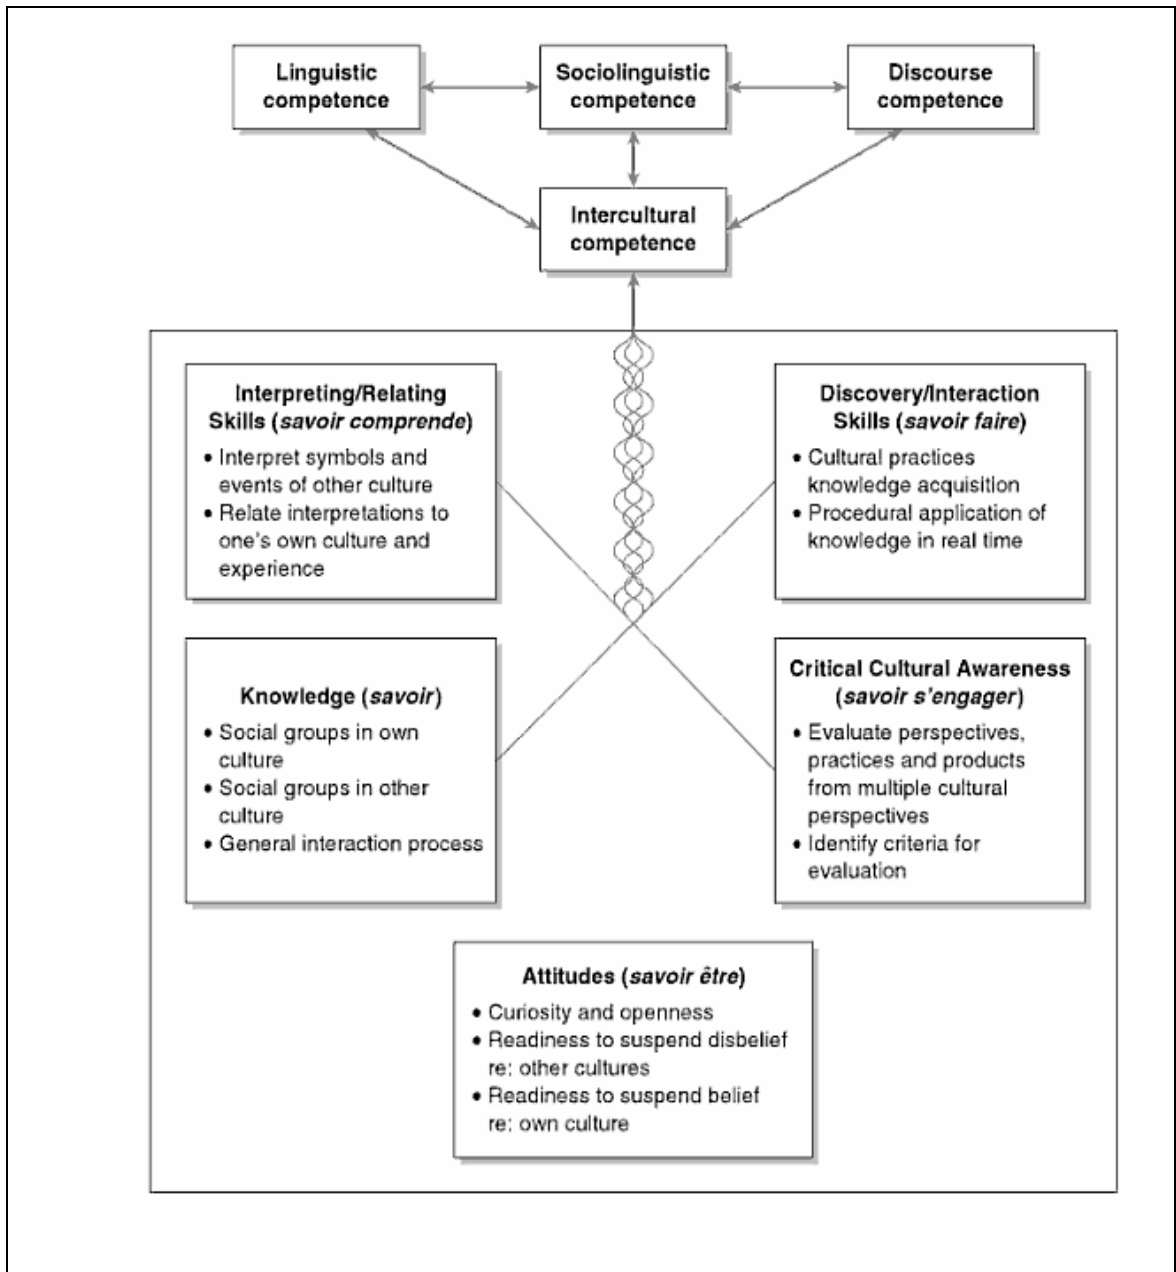 Linguistic
competence
Sociolinguistic
competence
Discourse
competence
Intercultural
competence
Interpreting/Relating
Skills (savoir comprende)
• Interpret symbols and
events of other culture
• Relate interpretations to
one's own culture and
experience
Discovery/Interaction
Skills (savoir faire)
• Cultural practices
knowledge acquisition
• Procedural application of
knowledge in real time
Knowledge (savoir)
• Social groups in own
culture
• Social groups in other
culture
• General interaction process
Critical Cultural Awareness
(savoir s'engager)
• Evaluate perspectives,
practices and products
from multiple cultural
perspectives
• Identify criteria for
evaluation
Attitudes (savoir être)
• Curiosity and openness
• Readiness to suspend disbelief
re: other cultures
• Readiness to suspend belief
re: own culture